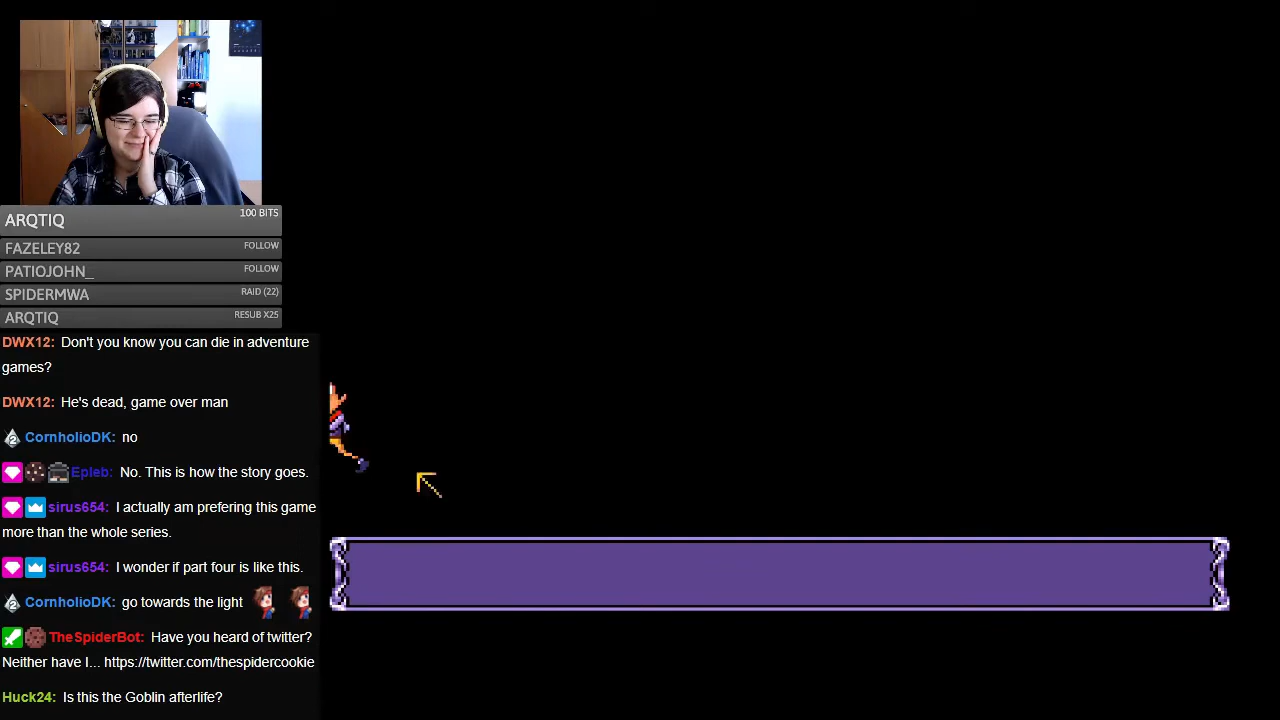 ARQTIQ 100 BITS
FAZELEY82 FOLLOW
PATIOJOHN_ FOLLOW
SPIDERMWA RAID (22)
ARQTIQ RESUB X25
DWX12: Don't you know you can die in adventure
games?
DWX12: He's dead, game over man
CornholioDK: no
Epleb: No. This is how the story goes.
sirus654: I actually am prefering this game
more than the whole series.
sirus654: I wonder if part four is like this.
CornholioDK: go towards the light
TheSpiderBot: Have you heard of twitter?
Neither have I... https://twitter.com/thespidercookie
Huck24: Is this the Goblin afterlife?